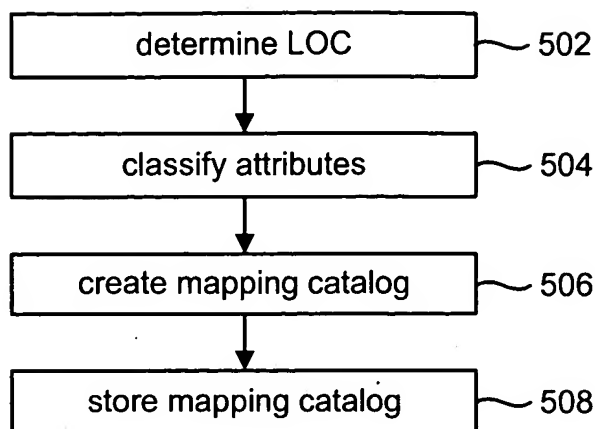 determine LOC 502
classify attributes 504
create mapping catalog 506
store mapping catalog 508